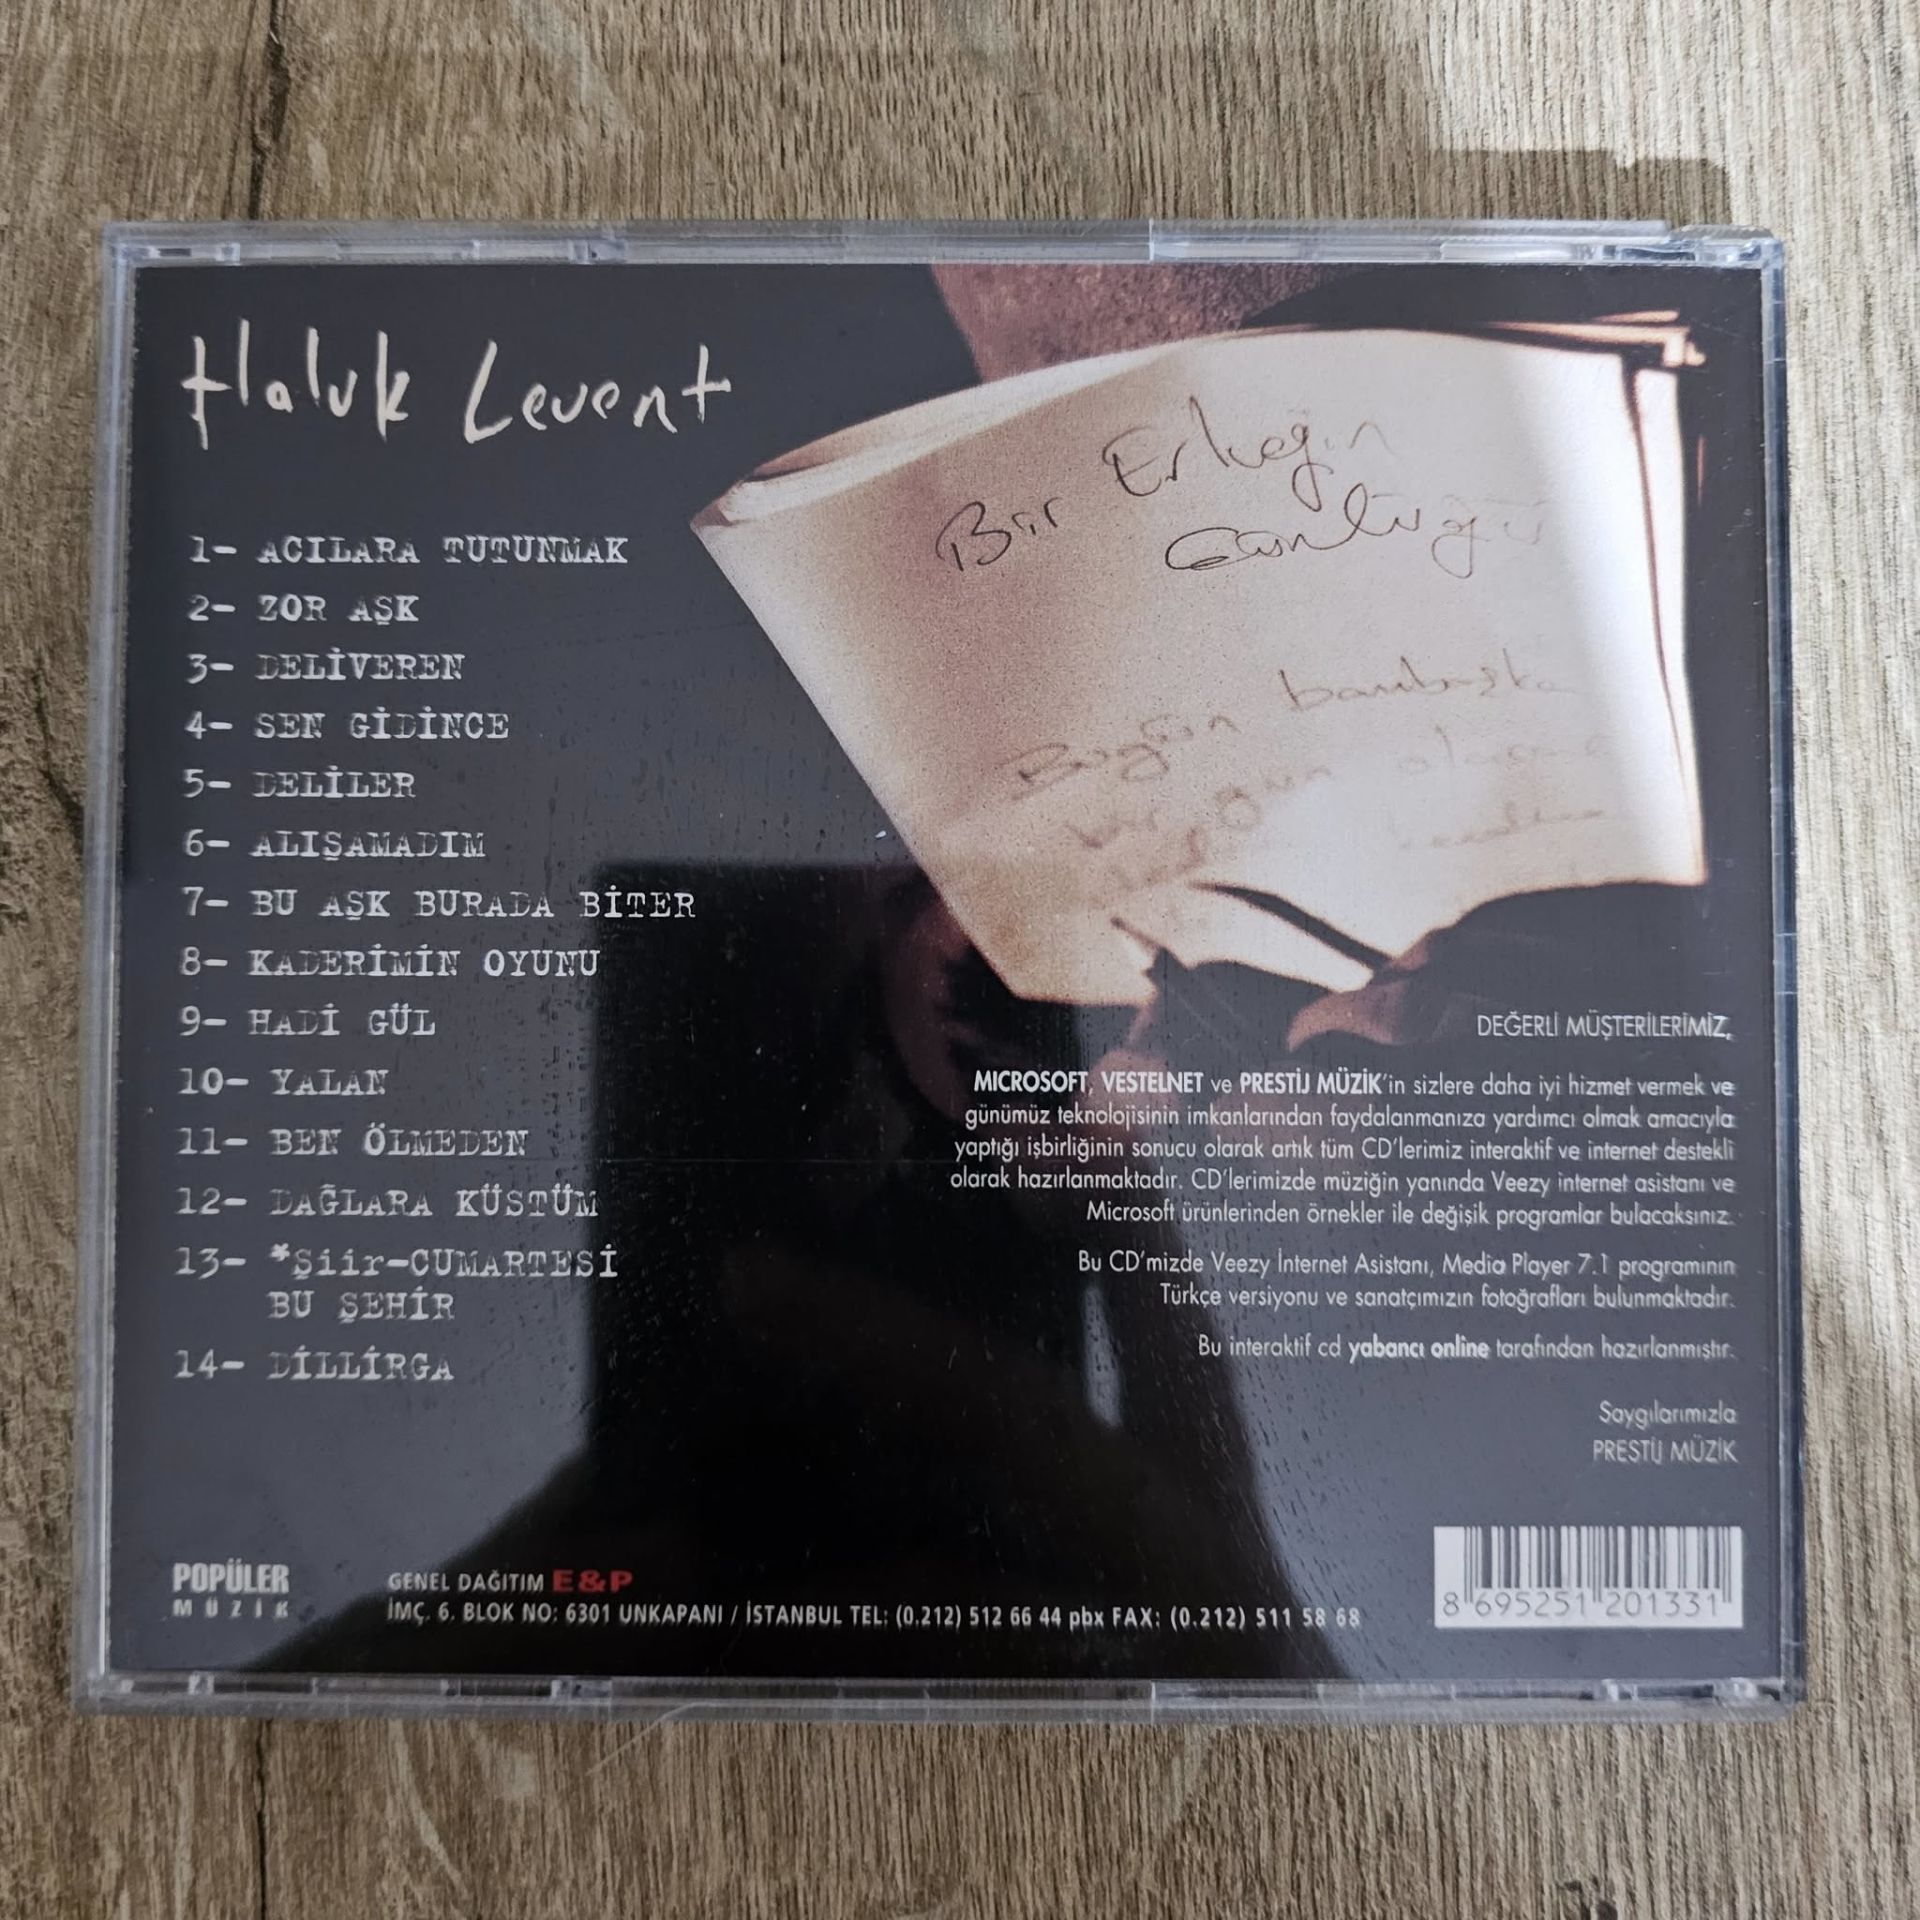 Haluk Levent
1- ACILARA TUTUNMAK
2- ZOR AŞK
3- DELİVEREN
4- SEN GİDİNCE
5- DELİLER
6- ALIŞAMADIM
7- BU AŞK BURADA BİTER
8- KADERİMİN OYUNU
9- HADİ GÜL
10- YALAN
11- BEN ÖLMEDEN
12- DAĞLARA KÜSTÜM
13- *Şiir-CUMARTESİ
BU ŞEHİR
14- DİLLİRGA
Bir Erkeğin
Günlüğü
Bugün bambaşka
bir gün
DEĞERLİ MÜŞTERİLERİMİZ,
MICROSOFT, VESTELNET ve PRESTİJ MÜZİK'in sizlere daha iyi hizmet vermek ve
günümüz teknolojisinin imkanlarından faydalanmanıza yardımcı olmak amacıyla
yaptığı işbirliğinin sonucu olarak artık tüm CD'lerimiz interaktif ve internet destekli
olarak hazırlanmaktadır. CD'lerimizde müziğin yanında Veezy internet asistanı ve
Microsoft ürünlerinden örnekler ile değişik programlar bulacaksınız.
Bu CD'mizde Veezy İnternet Asistanı, Media Player 7.1 programının
Türkçe versiyonu ve sanatçımızın fotoğrafları bulunmaktadır.
Bu interaktif cd yabancı online tarafından hazırlanmıştır.
Saygılarımızla
PRESTİJ MÜZİK
POPÜLER
MÜZİK
GENEL DAĞITIM E&P
İMÇ. 6. BLOK NO: 6301 UNKAPANI / İSTANBUL TEL: (0.212) 512 66 44 pbx FAX: (0.212) 511 58 68
8 695251 201331